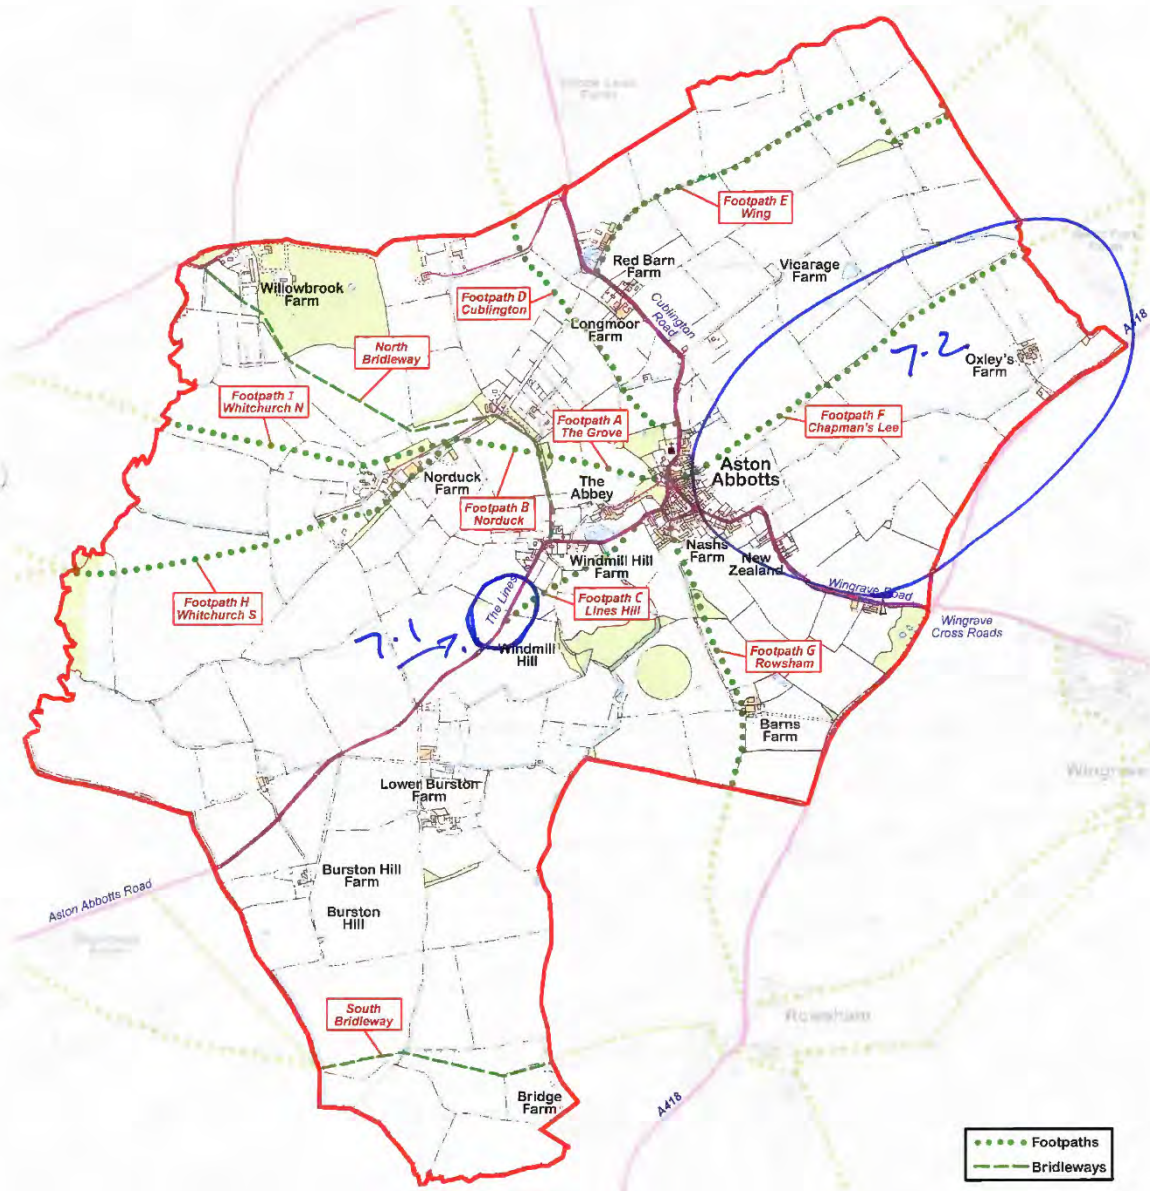 Footpath E
Wing
Red Barn
Farm
Vicarage
Farm
Willowbrook
Farm
Footpath D
Cublington
Cublington
Road
Longmoor
Farm
A418
North
Bridleway
7.2
Oxley's
Farm
Footpath I
Whitchurch N
Footpath A
The Grove
Footpath F
Chapman's Lee
Aston
Abbotts
Norduck
Farm
The
Abbey
Footpath B
Norduck
Nashs
Farm
New
Zealand
Windmill Hill
Farm
Wingrave Road
The Lines
Footpath C
Lines Hill
Footpath H
Whitchurch S
Wingrave
Cross Roads
7.1
Windmill
Hill
Footpath G
Rowsham
Barns
Farm
Wingrave
Lower Burston
Farm
Burston Hill
Farm
Aston Abbotts Road
Burston
Hill
South
Bridleway
Rowsham
Bridge
Farm
A418
Footpaths
Bridleways